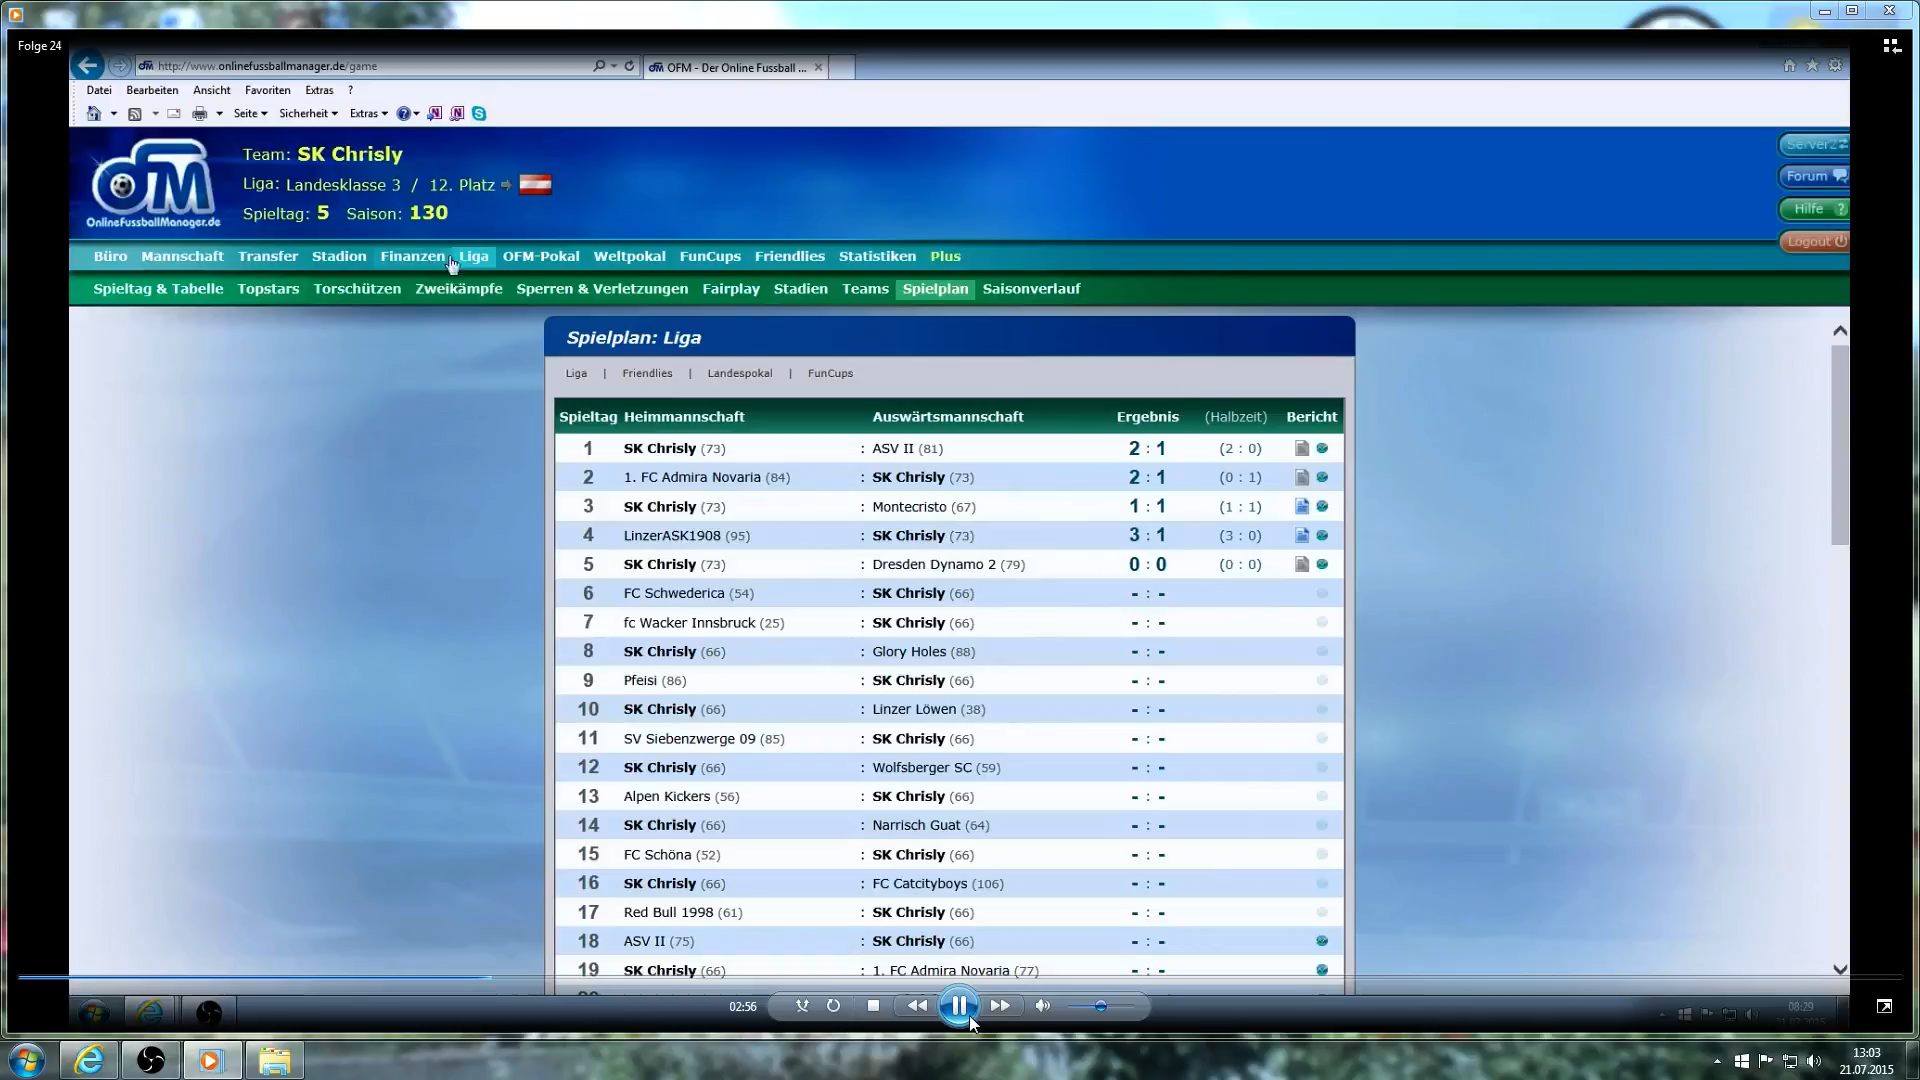 Folge 24
http://www.onlinefussballmanager.de/game
OFM - Der Online Fussball ...
Datei Bearbeiten Ansicht Favoriten Extras ?
Seite Sicherheit Extras
OFM
OnlineFussballManager.de
Team: SK Chrisly
Liga: Landesklasse 3 / 12. Platz
Spieltag: 5 Saison: 130
Server2
Forum
Hilfe ?
Logout
Büro Mannschaft Transfer Stadion Finanzen Liga OFM-Pokal Weltpokal FunCups Friendlies Statistiken Plus
Spieltag & Tabelle Topstars Torschützen Zweikämpfe Sperren & Verletzungen Fairplay Stadien Teams Spielplan Saisonverlauf
Spielplan: Liga
Liga | Friendlies | Landespokal | FunCups
Spieltag Heimmannschaft Auswärtsmannschaft Ergebnis (Halbzeit) Bericht
1 SK Chrisly (73) : ASV II (81) 2 : 1 (2 : 0)
2 1. FC Admira Novaria (84) : SK Chrisly (73) 2 : 1 (0 : 1)
3 SK Chrisly (73) : Montecristo (67) 1 : 1 (1 : 1)
4 LinzerASK1908 (95) : SK Chrisly (73) 3 : 1 (3 : 0)
5 SK Chrisly (73) : Dresden Dynamo 2 (79) 0 : 0 (0 : 0)
6 FC Schwederica (54) : SK Chrisly (66) - : -
7 fc Wacker Innsbruck (25) : SK Chrisly (66) - : -
8 SK Chrisly (66) : Glory Holes (88) - : -
9 Pfeisi (86) : SK Chrisly (66) - : -
10 SK Chrisly (66) : Linzer Löwen (38) - : -
11 SV Siebenzwerge 09 (85) : SK Chrisly (66) - : -
12 SK Chrisly (66) : Wolfsberger SC (59) - : -
13 Alpen Kickers (56) : SK Chrisly (66) - : -
14 SK Chrisly (66) : Narrisch Guat (64) - : -
15 FC Schöna (52) : SK Chrisly (66) - : -
16 SK Chrisly (66) : FC Catcityboys (106) - : -
17 Red Bull 1998 (61) : SK Chrisly (66) - : -
18 ASV II (75) : SK Chrisly (66) - : -
19 SK Chrisly (66) : 1. FC Admira Novaria (77) - : -
02:56
08:29
21.07.2015
13:03
21.07.2015